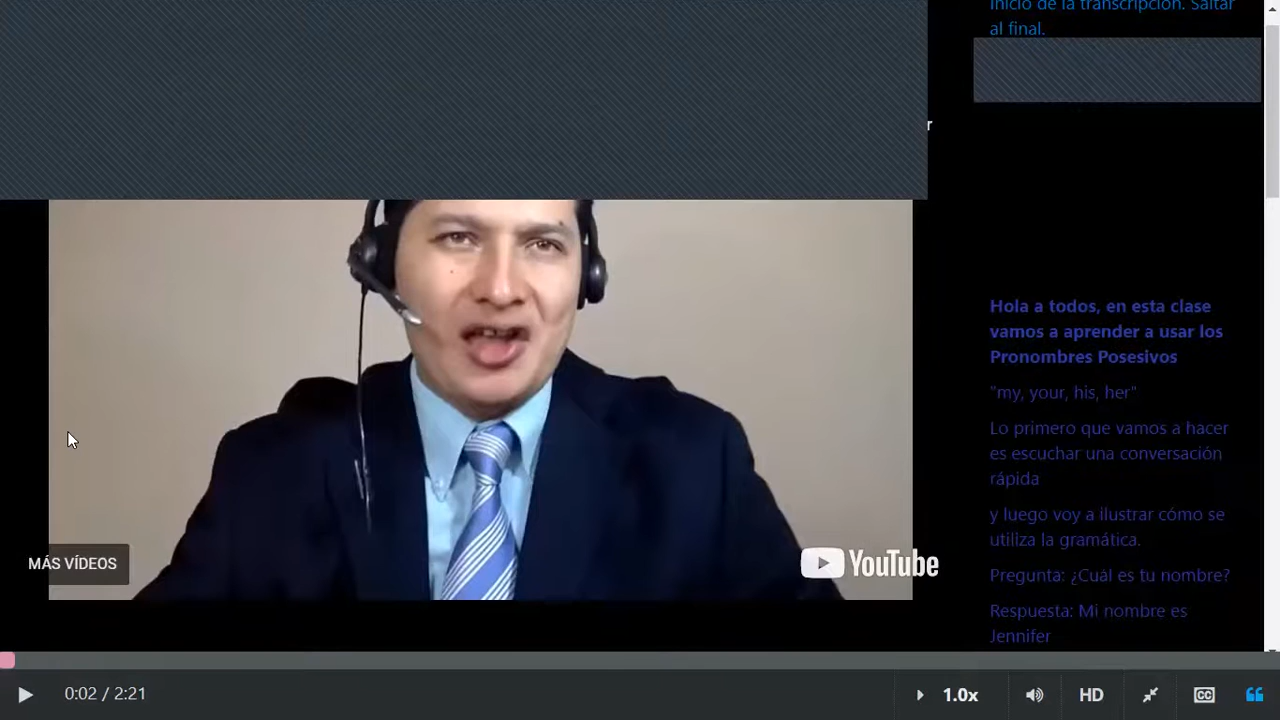 Inicio de la transcripción. Saltar
al final.
r
Hola a todos, en esta clase
vamos a aprender a usar los
Pronombres Posesivos
"my, your, his, her"
Lo primero que vamos a hacer
es escuchar una conversación
rápida
y luego voy a ilustrar cómo se
utiliza la gramática.
Pregunta: ¿Cuál es tu nombre?
Respuesta: Mi nombre es
Jennifer
MÁS VÍDEOS
YouTube
0:02 / 2:21
1.0x
HD
CC